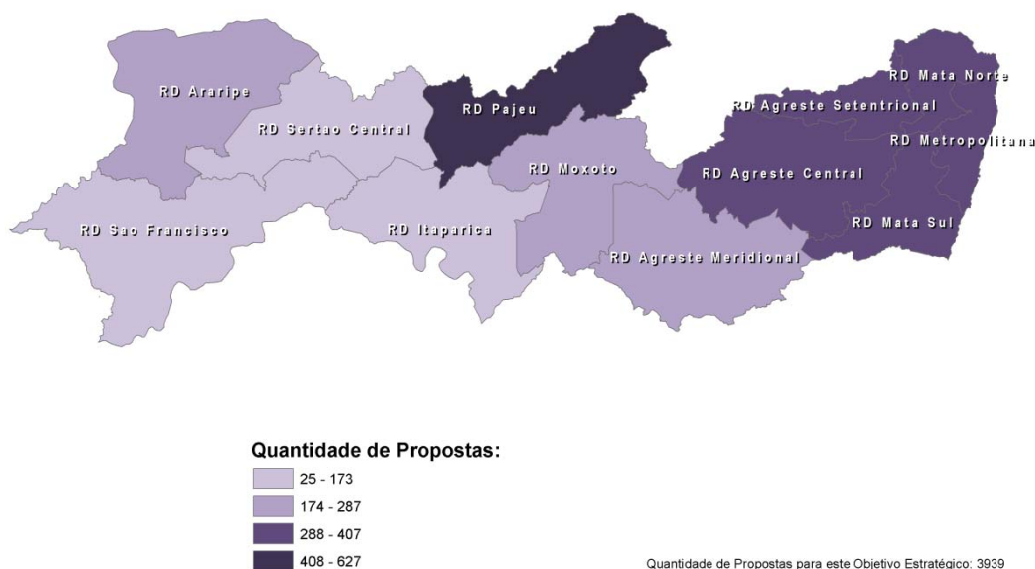 RD Mata Norte
RD Araripe
RD Agreste Setentrional
RD Pajeu
RD Sertao Central
RD Metropolitana
RD Moxoto
RD Agreste Central
RD Mata Sul
RD Sao Francisco
RD Itaparica
RD Agreste Meridional
Quantidade de Propostas:
25 - 173
174 - 287
288 - 407
408 - 627
Quantidade de Propostas para este Objetivo Estratégico: 3939